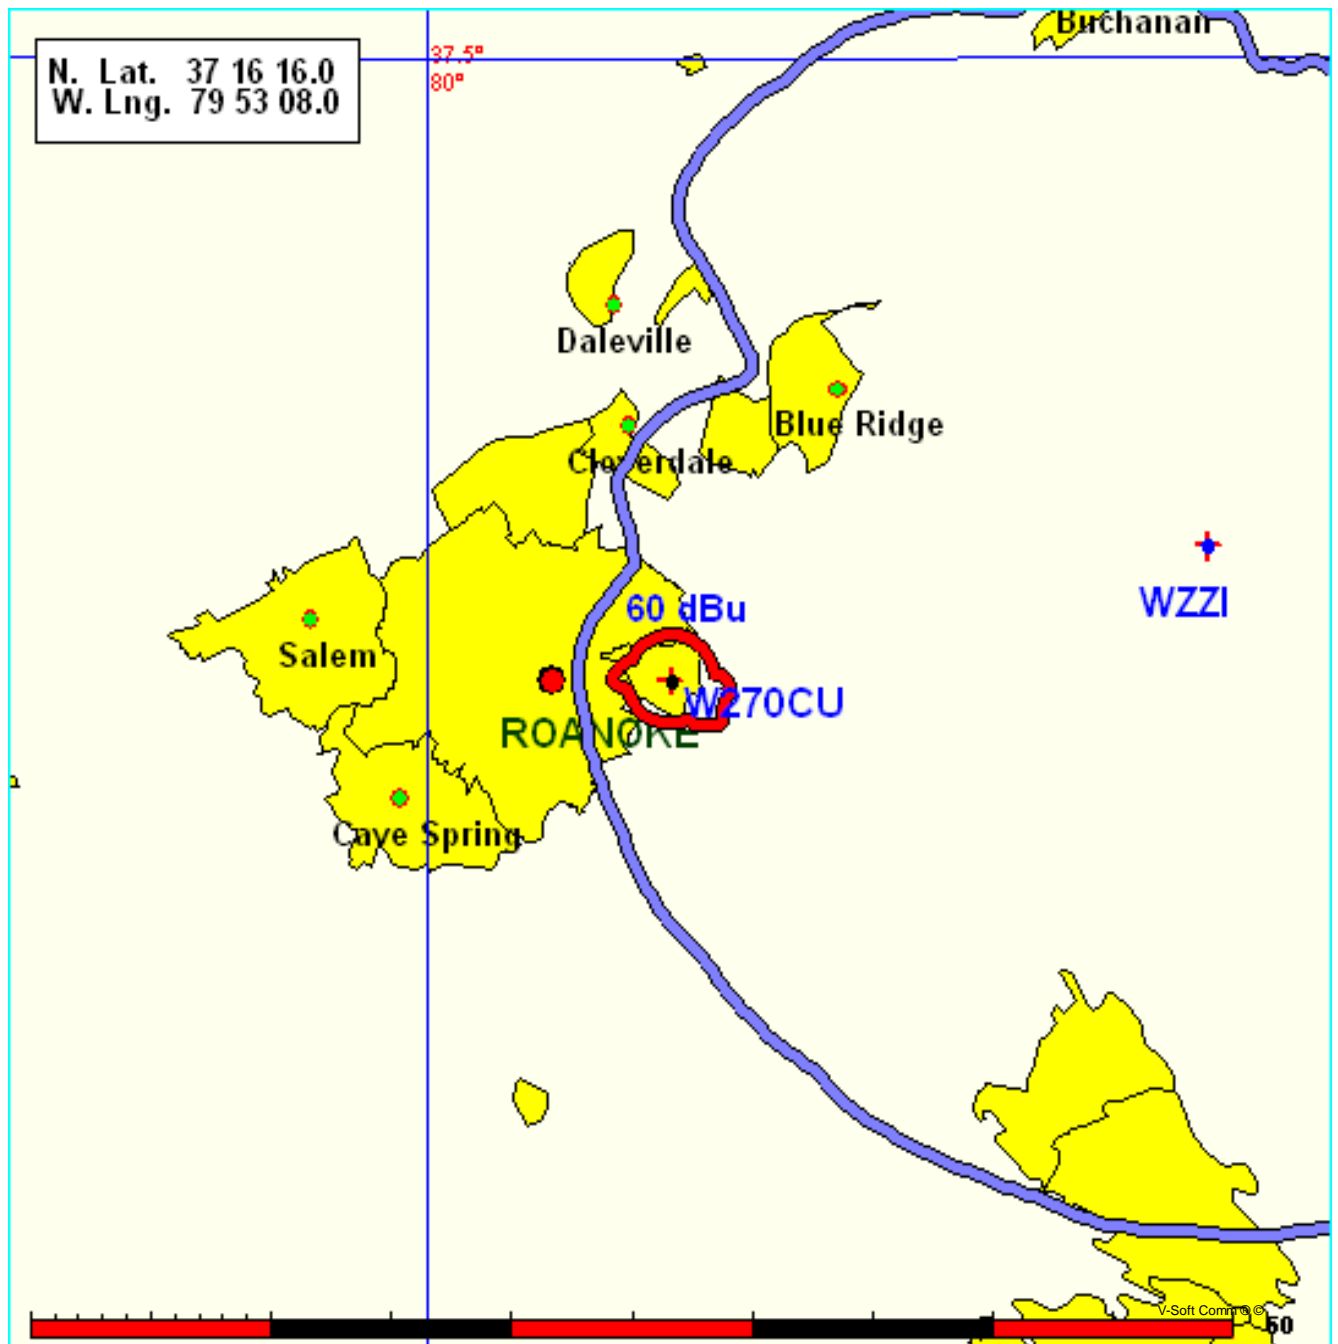 Buchanan
37.5°
80°
N. Lat. 37 16 16.0
W. Lng. 79 53 08.0
Daleville
Blue Ridge
Cloverdale
WZZI
60 dBu
Salem
W270CU
ROANOKE
Cave Spring
V-Soft Comm ® ©